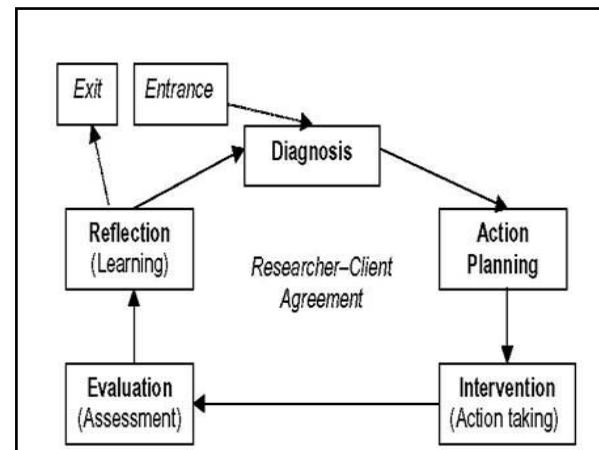 Exit
Entrance
Diagnosis
Reflection
(Learning)
Action
Planning
Researcher–Client
Agreement
Evaluation
(Assessment)
Intervention
(Action taking)